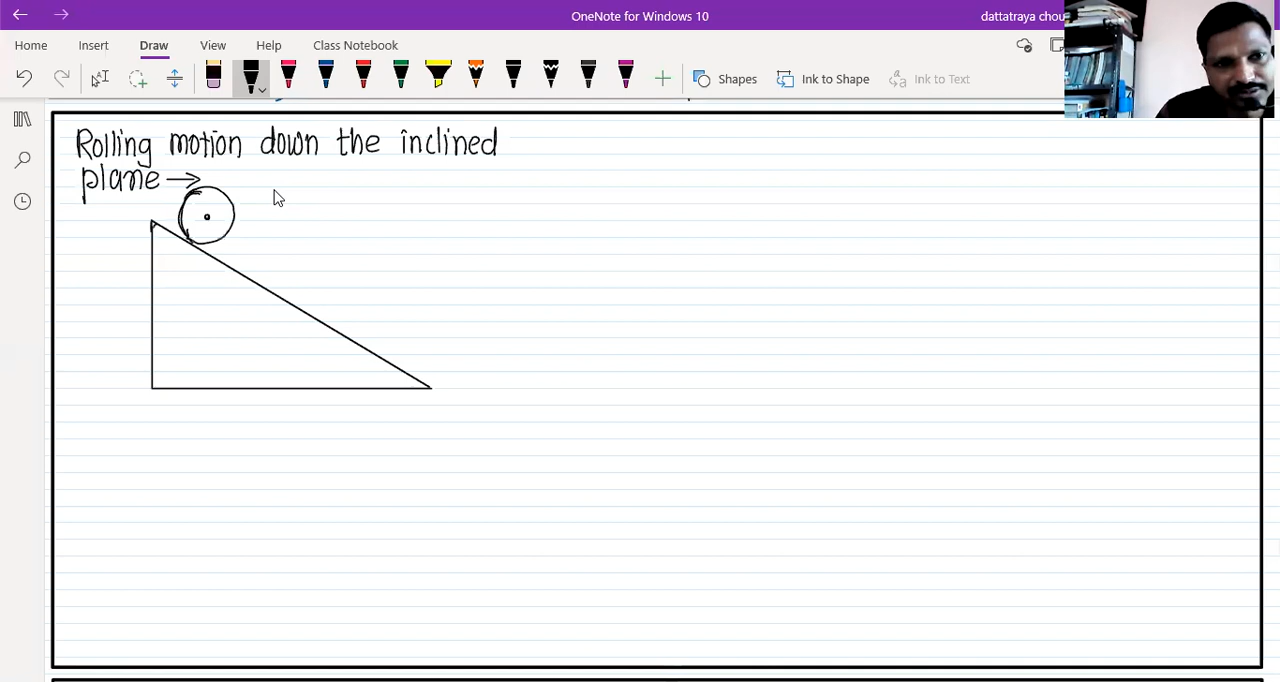 OneNote for Windows 10
dattatraya chou
Home Insert Draw View Help Class Notebook
Shapes Ink to Shape Ink to Text
Rolling motion down the inclined
plane →